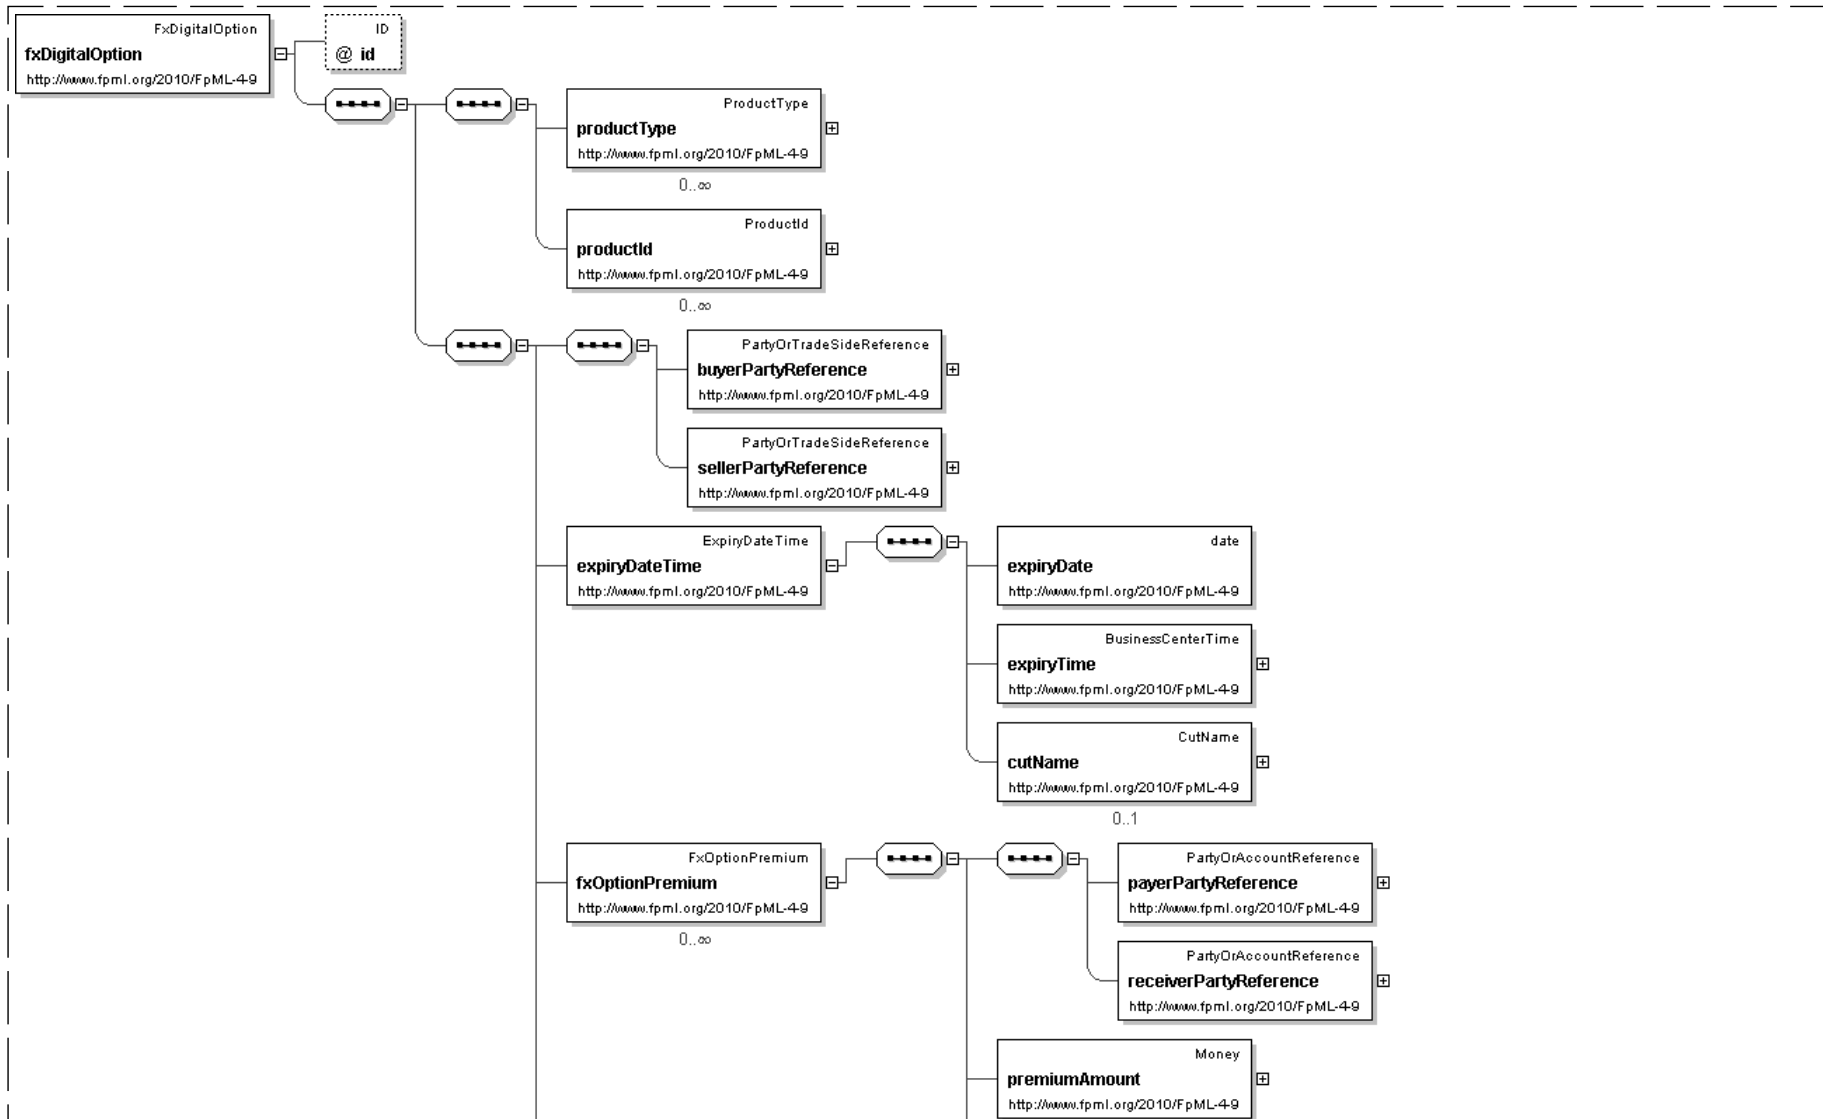 FxDigitalOption
fxDigitalOption
http://www.fpml.org/2010/FpML-4-9
ID
@ id
ProductType
productType
http://www.fpml.org/2010/FpML-4-9
0..∞
ProductId
productId
http://www.fpml.org/2010/FpML-4-9
0..∞
PartyOrTradeSideReference
buyerPartyReference
http://www.fpml.org/2010/FpML-4-9
PartyOrTradeSideReference
sellerPartyReference
http://www.fpml.org/2010/FpML-4-9
ExpiryDateTime
expiryDateTime
http://www.fpml.org/2010/FpML-4-9
date
expiryDate
http://www.fpml.org/2010/FpML-4-9
BusinessCenterTime
expiryTime
http://www.fpml.org/2010/FpML-4-9
CutName
cutName
http://www.fpml.org/2010/FpML-4-9
0..1
FxOptionPremium
fxOptionPremium
http://www.fpml.org/2010/FpML-4-9
0..∞
PartyOrAccountReference
payerPartyReference
http://www.fpml.org/2010/FpML-4-9
PartyOrAccountReference
receiverPartyReference
http://www.fpml.org/2010/FpML-4-9
Money
premiumAmount
http://www.fpml.org/2010/FpML-4-9